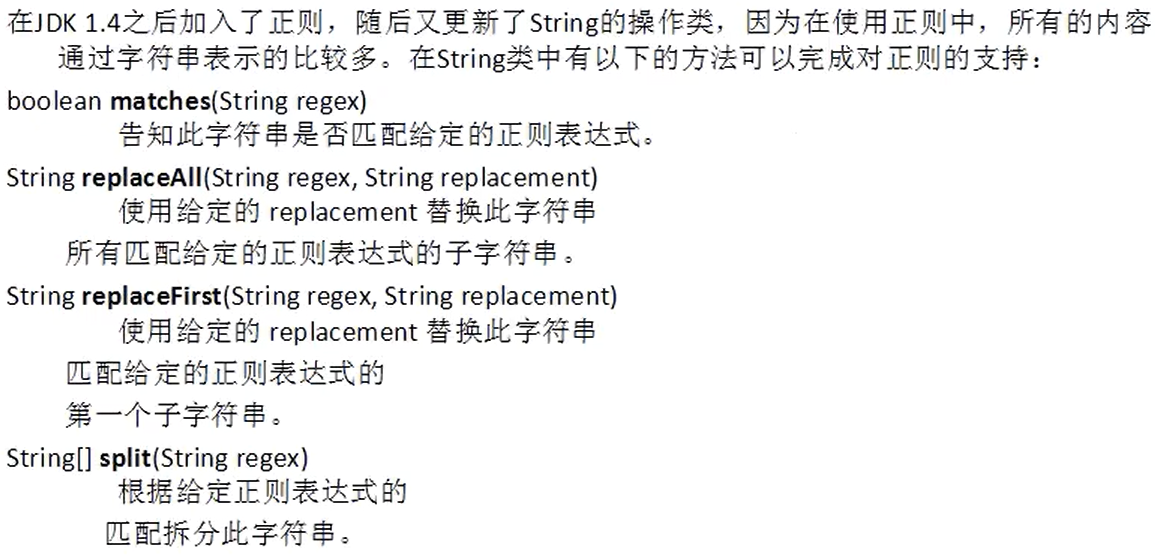 在JDK 1.4之后加入了正则，随后又更新了String的操作类，因为在使用正则中，所有的内容
通过字符串表示的比较多。在String类中有以下的方法可以完成对正则的支持：
boolean matches(String regex)
告知此字符串是否匹配给定的正则表达式。
String replaceAll(String regex, String replacement)
使用给定的 replacement 替换此字符串
所有匹配给定的正则表达式的子字符串。
String replaceFirst(String regex, String replacement)
使用给定的 replacement 替换此字符串
匹配给定的正则表达式的
第一个子字符串。
String[] split(String regex)
根据给定正则表达式的
匹配拆分此字符串。